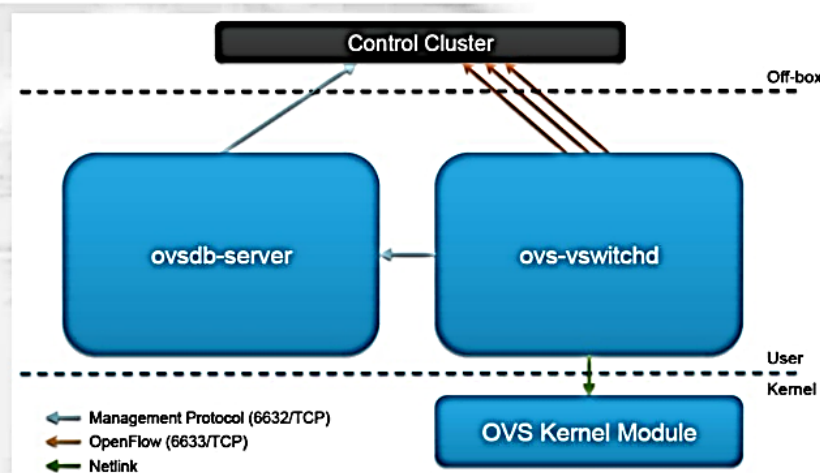 Control Cluster
Off-box
ovsdb-server
ovs-vswitchd
User
Kernel
Management Protocol (6632/TCP)
OpenFlow (6633/TCP)
Netlink
OVS Kernel Module